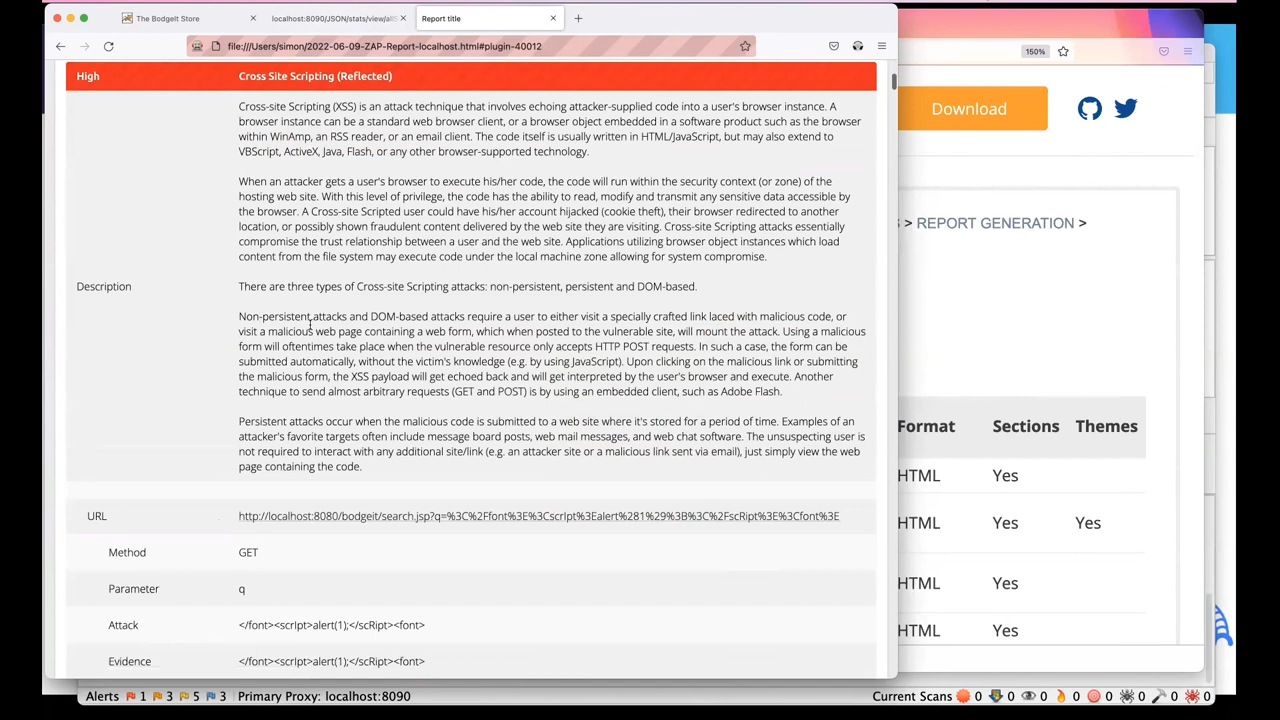 The BodgeIt Store
localhost:8090/JSON/stats/view/allS
Report title
file:///Users/simon/2022-06-09-ZAP-Report-localhost.html#plugin-40012
150%
High
Cross Site Scripting (Reflected)
Cross-site Scripting (XSS) is an attack technique that involves echoing attacker-supplied code into a user's browser instance. A
browser instance can be a standard web browser client, or a browser object embedded in a software product such as the browser
within WinAmp, an RSS reader, or an email client. The code itself is usually written in HTML/JavaScript, but may also extend to
VBScript, ActiveX, Java, Flash, or any other browser-supported technology.
When an attacker gets a user's browser to execute his/her code, the code will run within the security context (or zone) of the
hosting web site. With this level of privilege, the code has the ability to read, modify and transmit any sensitive data accessible by
the browser. A Cross-site Scripted user could have his/her account hijacked (cookie theft), their browser redirected to another
location, or possibly shown fraudulent content delivered by the web site they are visiting. Cross-site Scripting attacks essentially
compromise the trust relationship between a user and the web site. Applications utilizing browser object instances which load
content from the file system may execute code under the local machine zone allowing for system compromise.
Description
There are three types of Cross-site Scripting attacks: non-persistent, persistent and DOM-based.
Non-persistent attacks and DOM-based attacks require a user to either visit a specially crafted link laced with malicious code, or
visit a malicious web page containing a web form, which when posted to the vulnerable site, will mount the attack. Using a malicious
form will oftentimes take place when the vulnerable resource only accepts HTTP POST requests. In such a case, the form can be
submitted automatically, without the victim's knowledge (e.g. by using JavaScript). Upon clicking on the malicious link or submitting
the malicious form, the XSS payload will get echoed back and will get interpreted by the user's browser and execute. Another
technique to send almost arbitrary requests (GET and POST) is by using an embedded client, such as Adobe Flash.
Persistent attacks occur when the malicious code is submitted to a web site where it's stored for a period of time. Examples of an
attacker's favorite targets often include message board posts, web mail messages, and web chat software. The unsuspecting user is
not required to interact with any additional site/link (e.g. an attacker site or a malicious link sent via email), just simply view the web
page containing the code.
URL
http://localhost:8080/bodgeit/search.jsp?q=%3C%2Ffont%3E%3CscrIpt%3Ealert%281%29%3B%3C%2FscRipt%3E%3Cfont%3E
Method
GET
Parameter
q
Attack
</font><scrIpt>alert(1);</scRipt><font>
Evidence
</font><scrIpt>alert(1);</scRipt><font>
Download
> REPORT GENERATION >
Format Sections Themes
HTML Yes
HTML Yes Yes
HTML Yes
HTML Yes
Alerts 1 3 5 3 Primary Proxy: localhost:8090
Current Scans 0 0 0 0 0 0 0 0